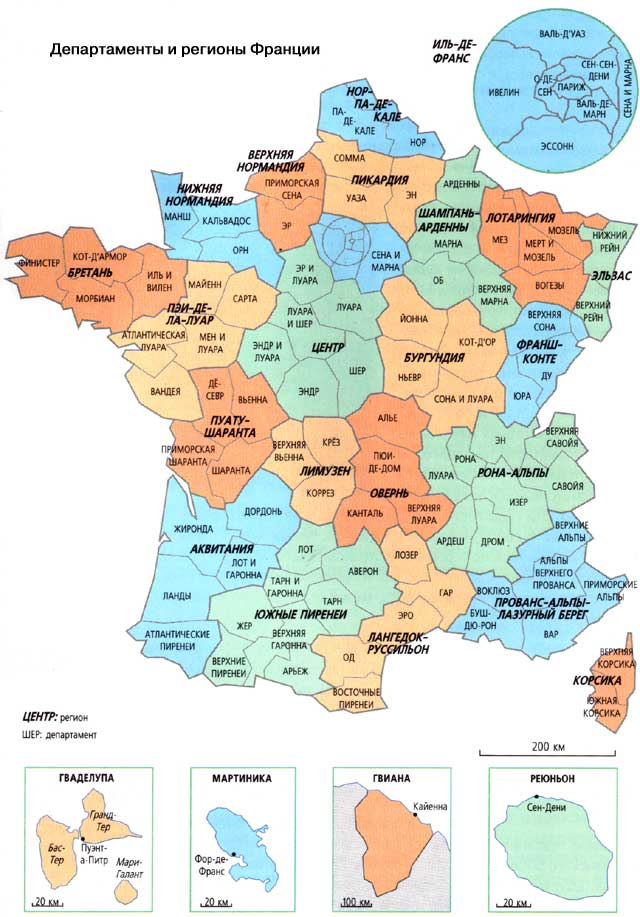 Департаменты и регионы Франции
ИЛЬ-ДЕ-
ФРАНС
ВАЛЬ-Д'УАЗ
СЕН-СЕН-
ДЕНИ
О-ДЕ-
СЕН
ПАРИЖ
ИВЕЛИН
ВАЛЬ-ДЕ-
МАРН
СЕНА И МАРНА
ЭССОНН
НОР-
ПА-ДЕ-
КАЛЕ
ПА-
ДЕ-
КАЛЕ
НОР
ВЕРХНЯЯ
НОРМАНДИЯ
СОММА
ПИКАРДИЯ
ПРИМОРСКАЯ
СЕНА
УАЗА
ЭН
АРДЕННЫ
НИЖНЯЯ
НОРМАНДИЯ
МАНШ
КАЛЬВАДОС
ЭР
ОРН
СЕНА И
МАРНА
ШАМПАНЬ-
АРДЕННЫ
МАРНА
ЛОТАРИНГИЯ
МЕЗ
МОЗЕЛЬ
МЕРТ И
МОЗЕЛЬ
НИЖНИЙ
РЕЙН
ЭЛЬЗАС
ФИНИСТЕР
КОТ-Д'АРМОР
БРЕТАНЬ
ИЛЬ И
ВИЛЕН
МОРБИАН
МАЙЕНН
САРТА
ЭР И
ЛУАРА
ОБ
ВЕРХНЯЯ
МАРНА
ВОГЕЗЫ
ВЕРХНИЙ
РЕЙН
ПЭИ-ДЕ-
ЛА-ЛУАР
АТЛАНТИЧЕСКАЯ
ЛУАРА
МЕН И
ЛУАРА
ЛУАРА
И ШЕР
ЛУАРА
ЙОННА
КОТ-Д'ОР
ВЕРХНЯЯ
СОНА
ФРАНШ-
КОНТЕ
ДУ
ЮРА
ЭНДР И
ЛУАРА
ЦЕНТР
ШЕР
БУРГУНДИЯ
НЬЕВР
СОНА И ЛУАРА
ВАНДЕЯ
ДЕ-
СЕВР
ВЬЕННА
ЭНДР
ПУАТУ-
ШАРАНТА
ПРИМОРСКАЯ
ШАРАНТА
ШАРАНТА
ВЕРХНЯЯ
ВЬЕННА
КРЁЗ
ЛИМУЗЕН
КОРРЕЗ
АЛЬЕ
ПЮИ-
ДЕ-ДОМ
ОВЕРНЬ
КАНТАЛЬ
ВЕРХНЯЯ
ЛУАРА
ЛУАРА
РОНА
ЭН
ВЕРХНЯЯ
САВОЙЯ
РОНА-АЛЬПЫ
САВОЙЯ
ИЗЕР
АРДЕШ
ДРОМ
ЖИРОНДА
ДОРДОНЬ
АКВИТАНИЯ
ЛОТ И
ГАРОННА
ЛАНДЫ
АТЛАНТИЧЕСКИЕ
ПИРЕНЕИ
ЛОТ
АВЕРОН
ТАРН И
ГАРОННА
ТАРН
ЮЖНЫЕ ПИРЕНЕИ
ЖЕР
ВЕРХНЯЯ
ГАРОННА
ВЕРХНИЕ
ПИРЕНЕИ
АРЬЕЖ
ЛОЗЕР
ГАР
ЭРО
ЛАНГЕДОК-
РУССИЛЬОН
ОД
ВОСТОЧНЫЕ
ПИРЕНЕИ
ВЕРХНИЕ
АЛЬПЫ
АЛЬПЫ
ВЕРХНЕГО
ПРОВАНСА
ПРИМОРСКИЕ
АЛЬПЫ
ВОКЛЮЗ
ПРОВАНС-АЛЬПЫ-
ЛАЗУРНЫЙ БЕРЕГ
БУШ-
ДЮ-РОН
ВАР
ВЕРХНЯЯ
КОРСИКА
КОРСИКА
ЮЖНАЯ
КОРСИКА
ЦЕНТР: регион
ШЕР: департамент
200 км
ГВАДЕЛУПА
Гранд-
Тер
Бас-
Тер
Пуэнт-
а-Питр
Мари-
Галант
20 км
МАРТИНИКА
Фор-де-
Франс
20 км
ГВИАНА
Кайенна
100 км
РЕЮНЬОН
Сен-Дени
20 км